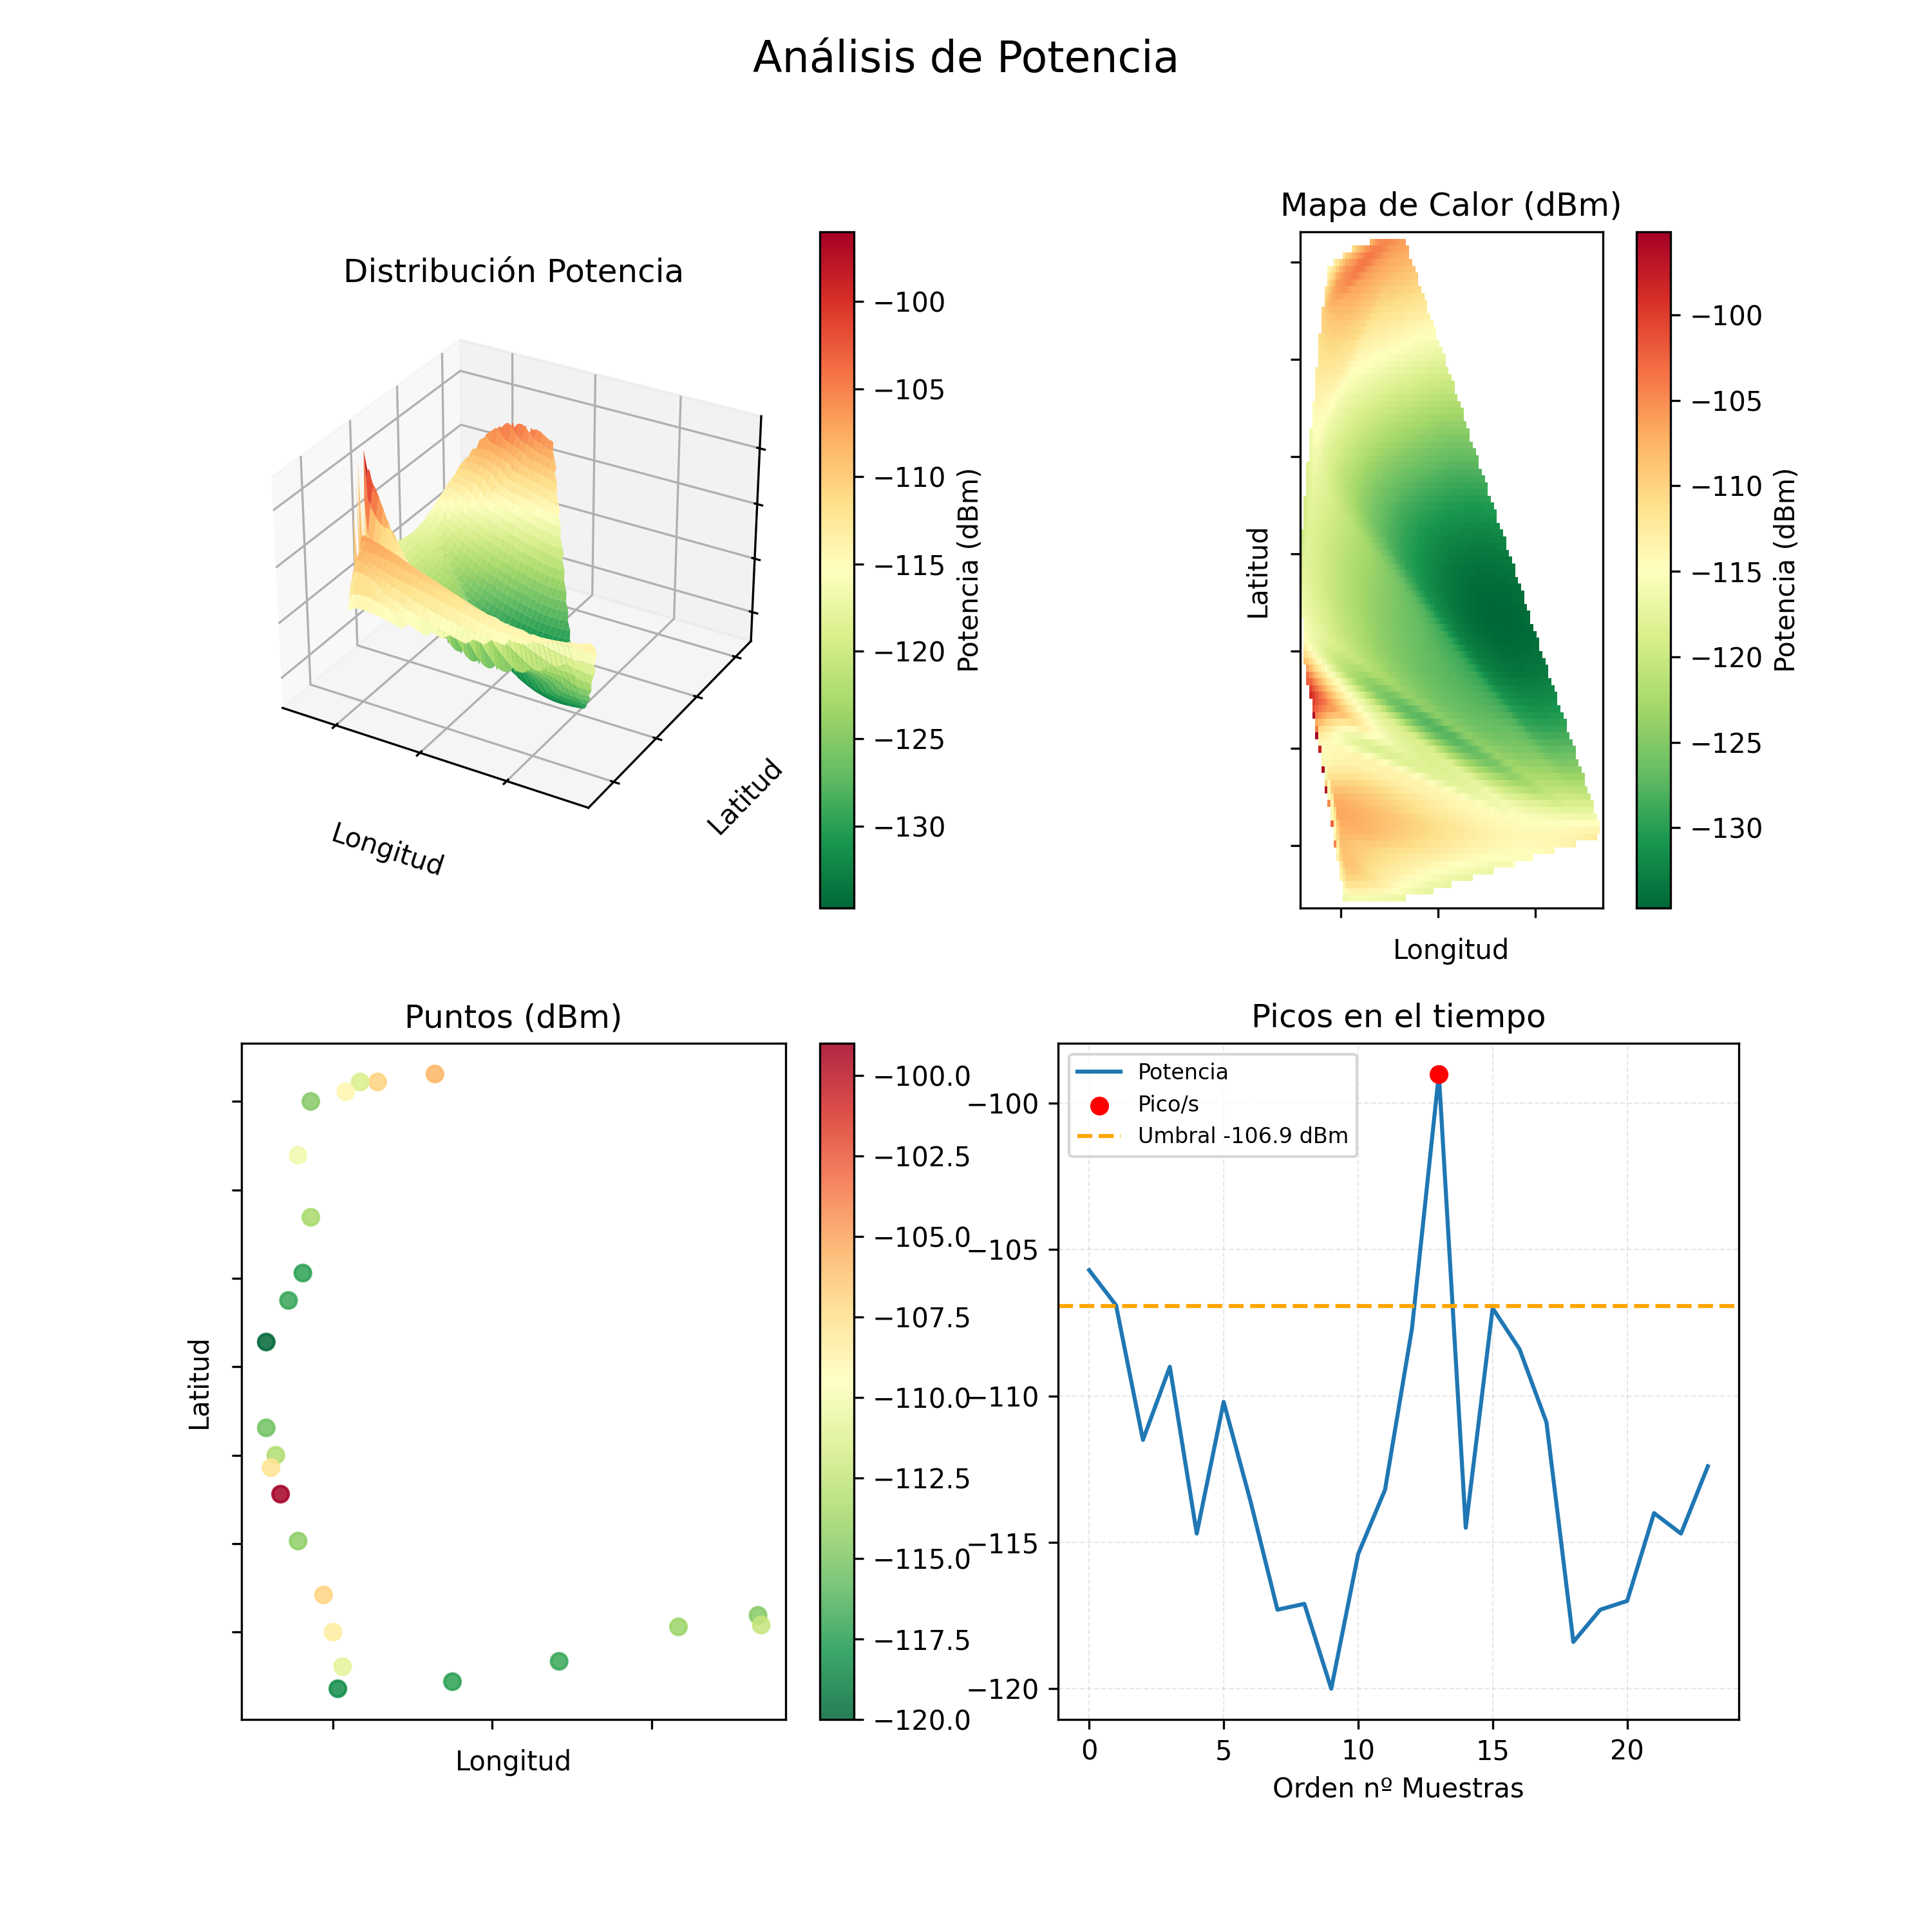 Análisis de Potencia
Distribución Potencia
Longitud
Latitud
−100
−105
−110
−115
−120
−125
−130
Potencia (dBm)
Mapa de Calor (dBm)
Latitud
Longitud
−100
−105
−110
−115
−120
−125
−130
Potencia (dBm)
Puntos (dBm)
Latitud
Longitud
−100.0
−102.5
−105.0
−107.5
−110.0
−112.5
−115.0
−117.5
−120.0
Picos en el tiempo
Potencia
Pico/s
Umbral -106.9 dBm
−100
−105
−110
−115
−120
0 5 10 15 20
Orden nº Muestras